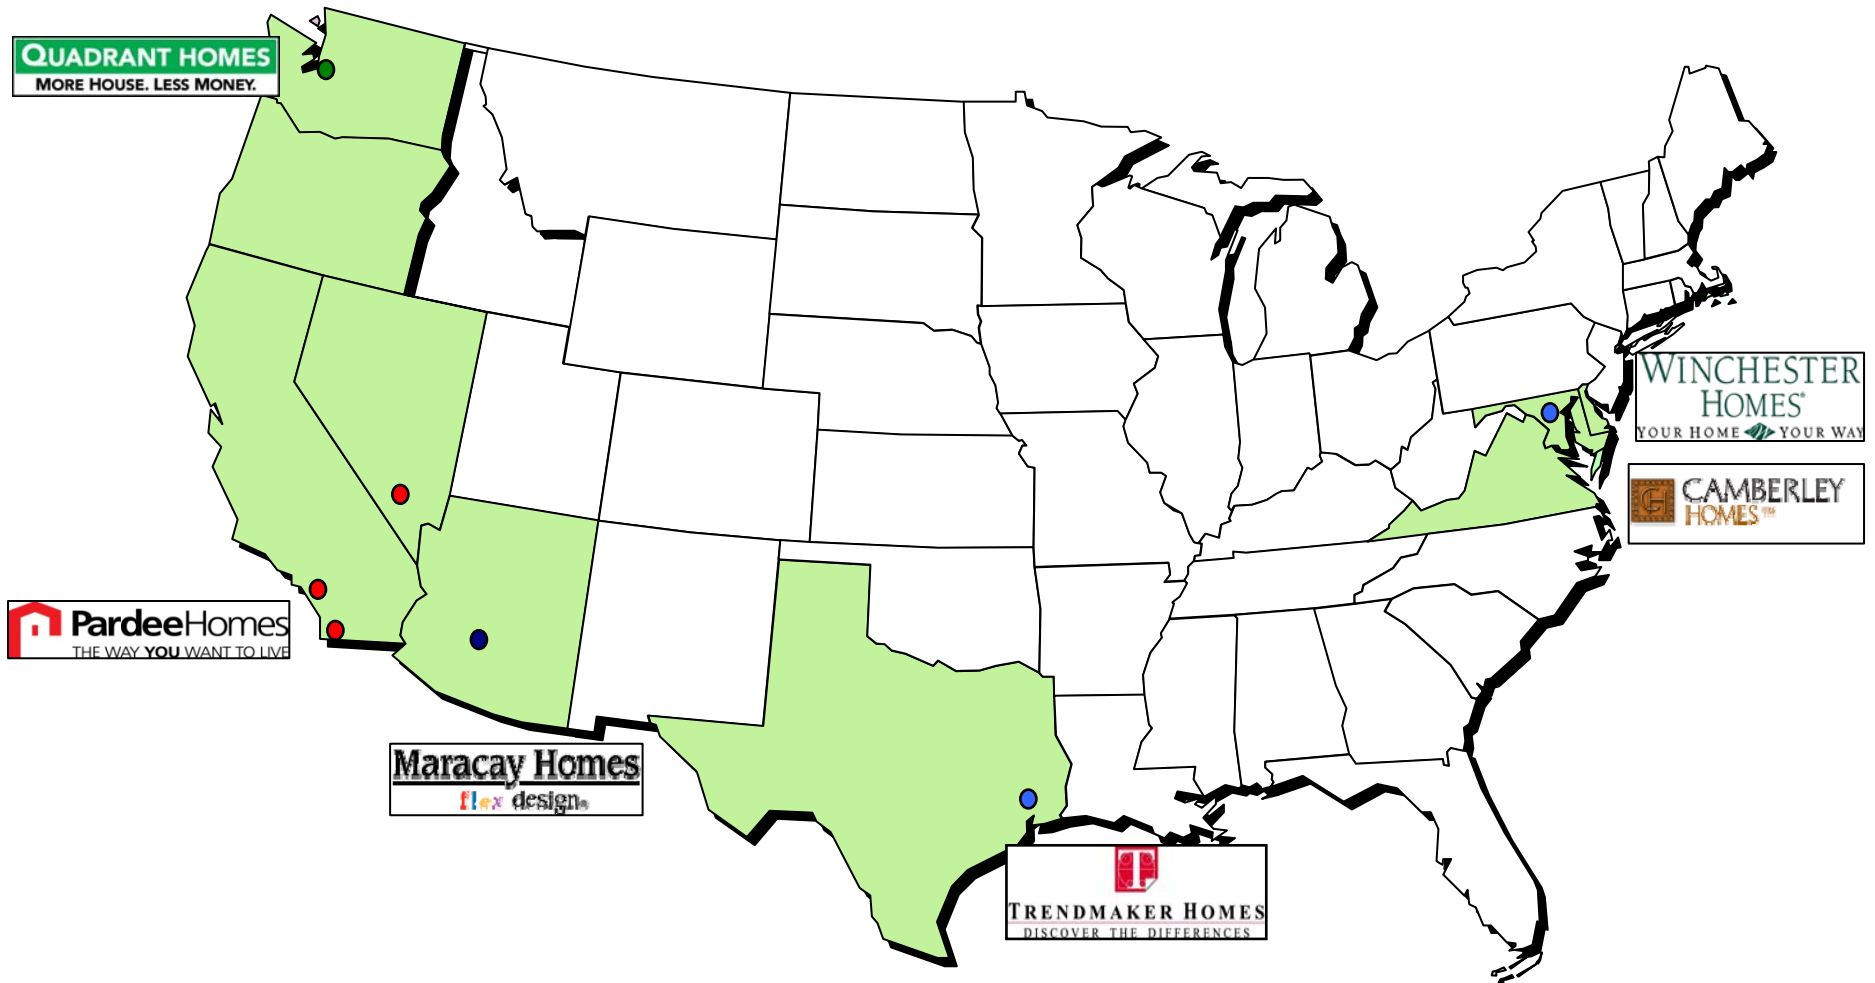 QUADRANT HOMES
MORE HOUSE. LESS MONEY.
WINCHESTER
HOMES®
YOUR HOME YOUR WAY
CAMBERLEY
HOMES
PardeeHomes
THE WAY YOU WANT TO LIVE
Maracay Homes
flex design
TRENDMAKER HOMES
DISCOVER THE DIFFERENCES